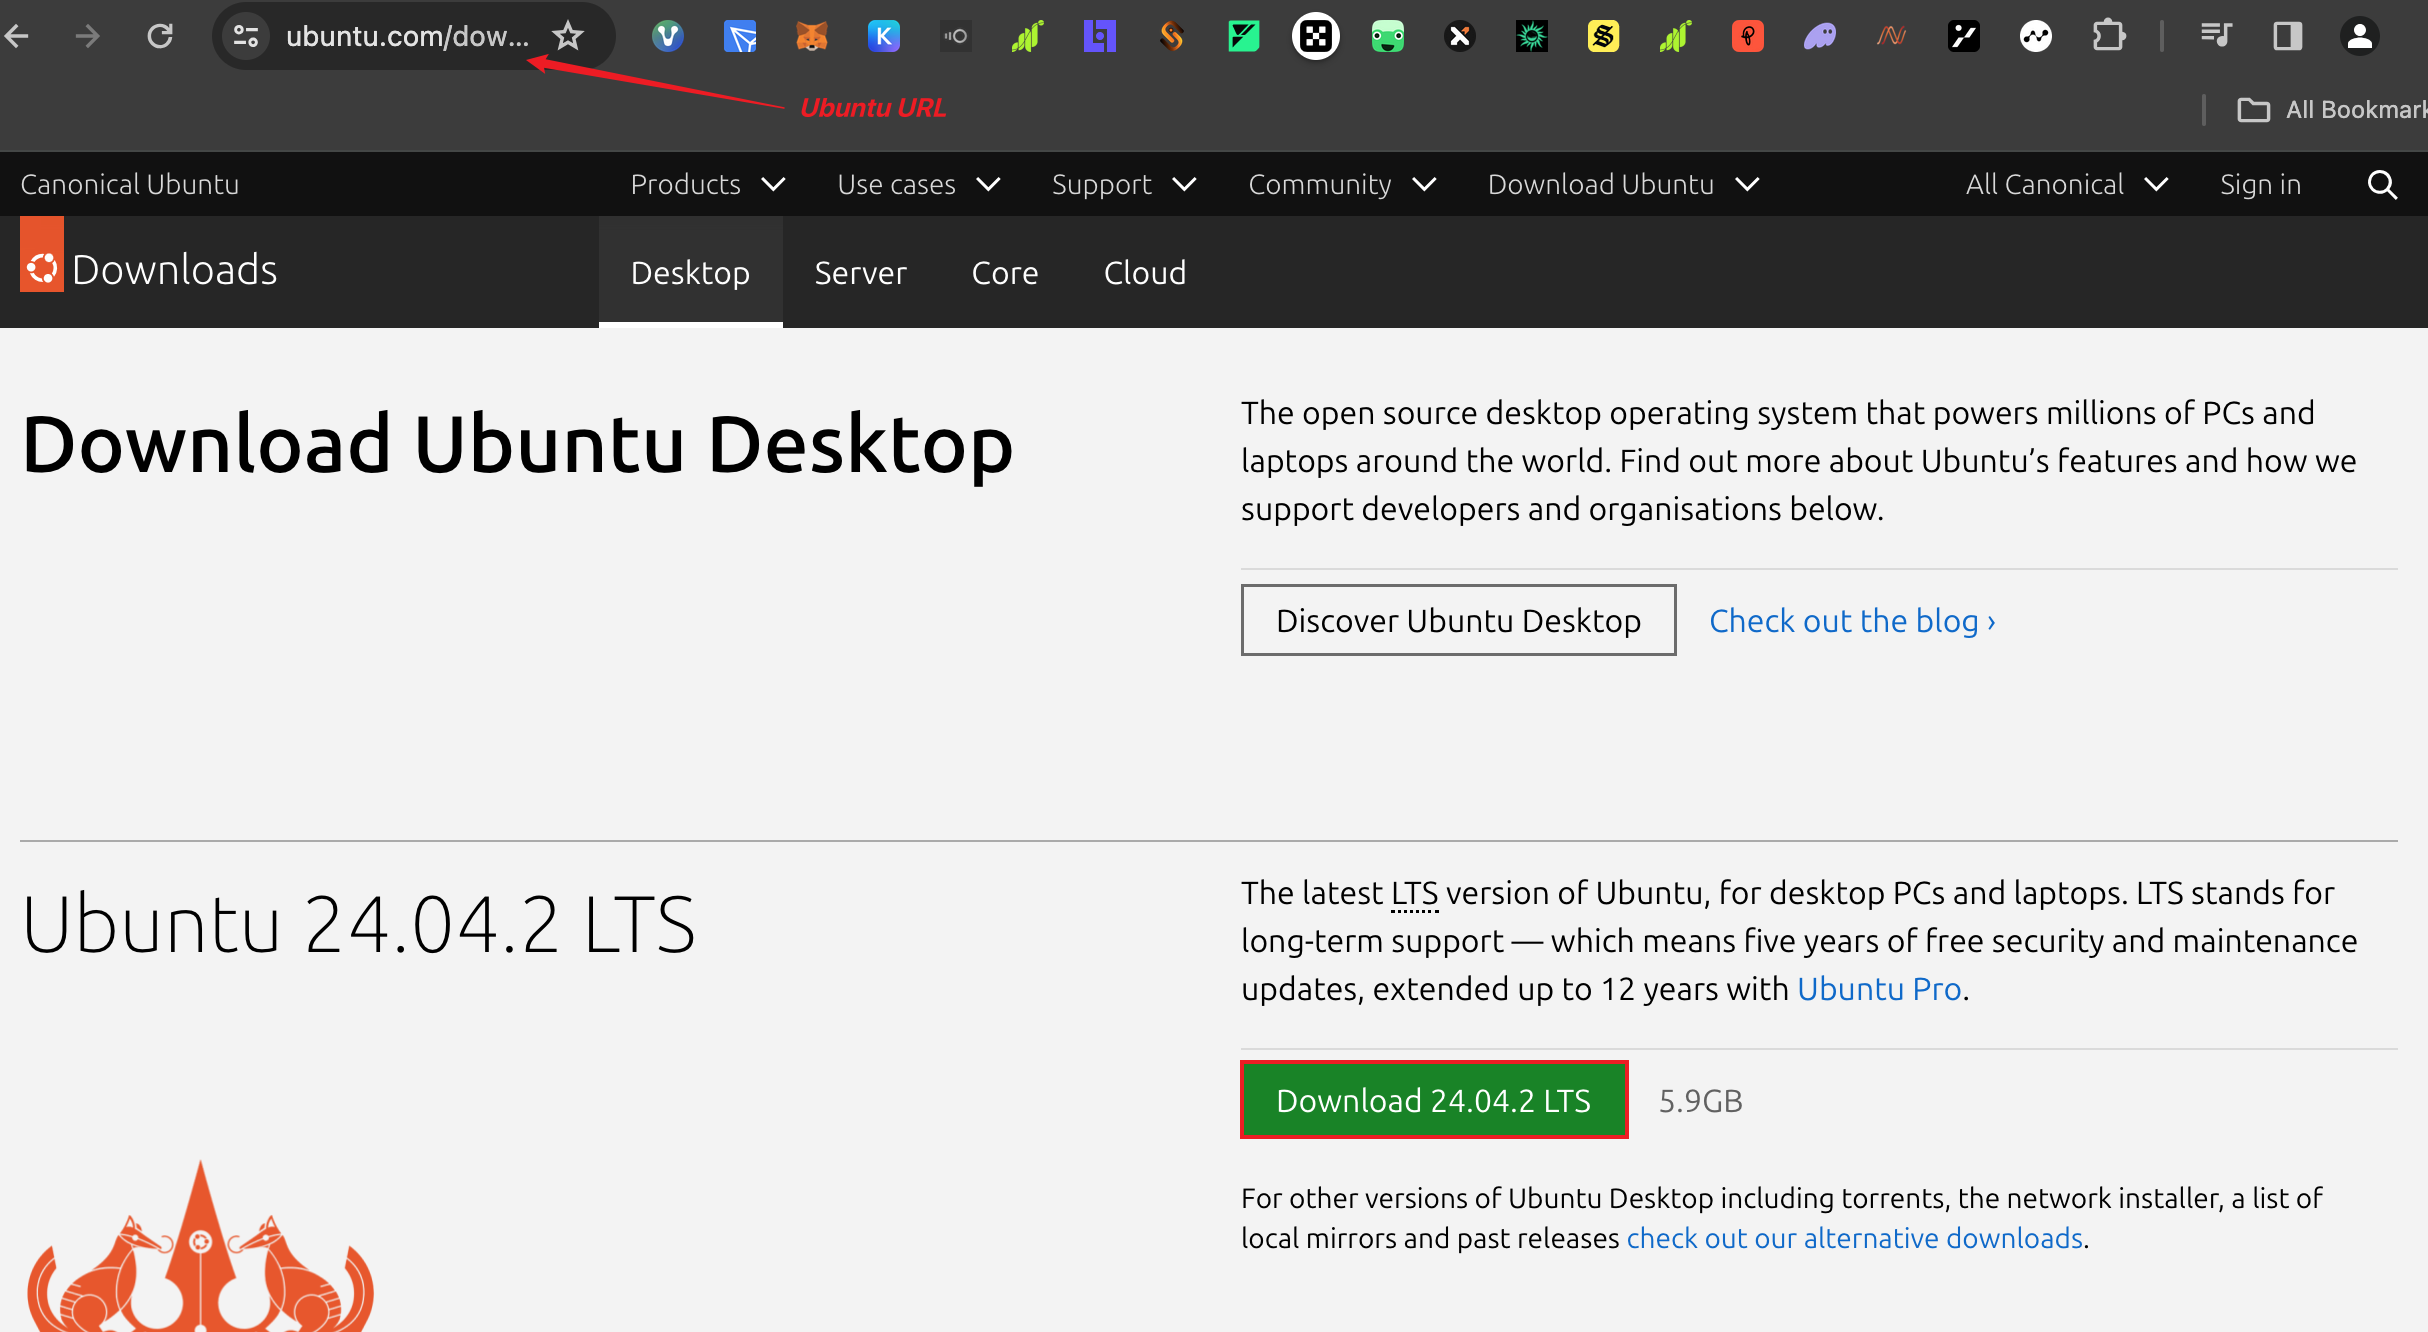 ubuntu.com/dow...
Ubuntu URL
All Bookmark
Canonical Ubuntu
Products
Use cases
Support
Community
Download Ubuntu
All Canonical
Sign in
Downloads
Desktop
Server
Core
Cloud
Download Ubuntu Desktop
The open source desktop operating system that powers millions of PCs and
laptops around the world. Find out more about Ubuntu’s features and how we
support developers and organisations below.
Discover Ubuntu Desktop
Check out the blog ›
Ubuntu 24.04.2 LTS
The latest LTS version of Ubuntu, for desktop PCs and laptops. LTS stands for
long-term support — which means five years of free security and maintenance
updates, extended up to 12 years with Ubuntu Pro.
Download 24.04.2 LTS
5.9GB
For other versions of Ubuntu Desktop including torrents, the network installer, a list of
local mirrors and past releases check out our alternative downloads.